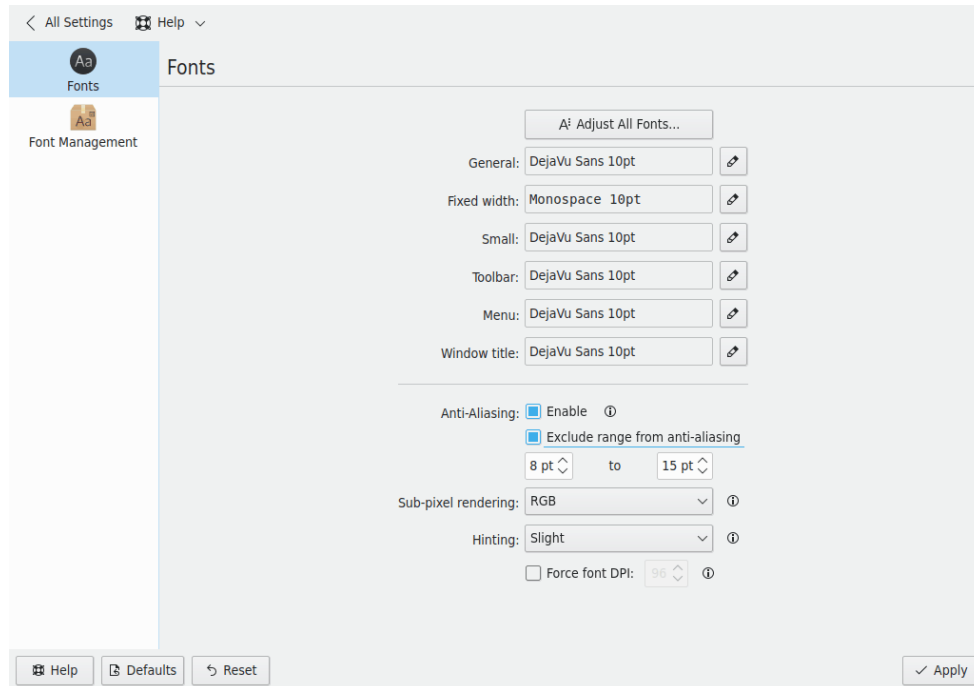 All Settings Help
Aa
Fonts
Aa
Font Management
Fonts
A Adjust All Fonts...
General: DejaVu Sans 10pt
Fixed width: Monospace 10pt
Small: DejaVu Sans 10pt
Toolbar: DejaVu Sans 10pt
Menu: DejaVu Sans 10pt
Window title: DejaVu Sans 10pt
Anti-Aliasing: Enable
Exclude range from anti-aliasing
8 pt to 15 pt
Sub-pixel rendering: RGB
Hinting: Slight
Force font DPI: 96
Help Defaults Reset Apply